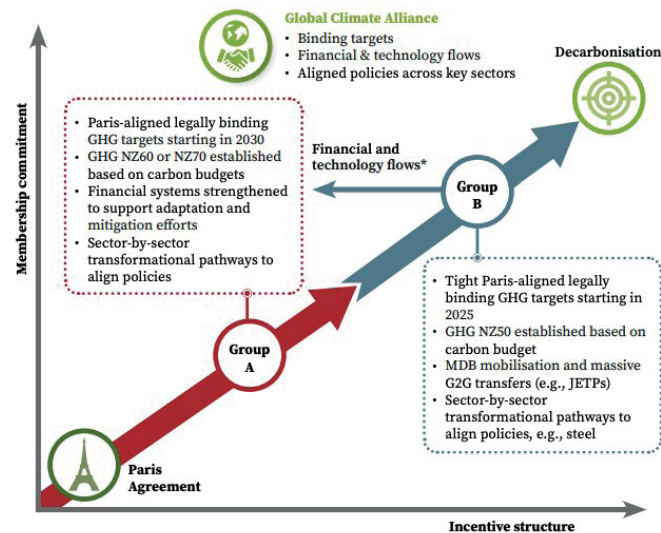 Global Climate Alliance
• Binding targets
• Financial & technology flows
• Aligned policies across key sectors
Decarbonisation
Membership commitment
• Paris-aligned legally binding
GHG targets starting in 2030
• GHG NZ60 or NZ70 established
based on carbon budgets
• Financial systems strengthened
to support adaptation and
mitigation efforts
• Sector-by-sector
transformational pathways to
align policies
Financial and
technology flows*
Group
B
Group
A
• Tight Paris-aligned legally
binding GHG targets starting in
2025
• GHG NZ50 established based on
carbon budget
• MDB mobilisation and massive
G2G transfers (e.g., JETPs)
• Sector-by-sector
transformational pathways to
align policies, e.g., steel
Paris
Agreement
Incentive structure